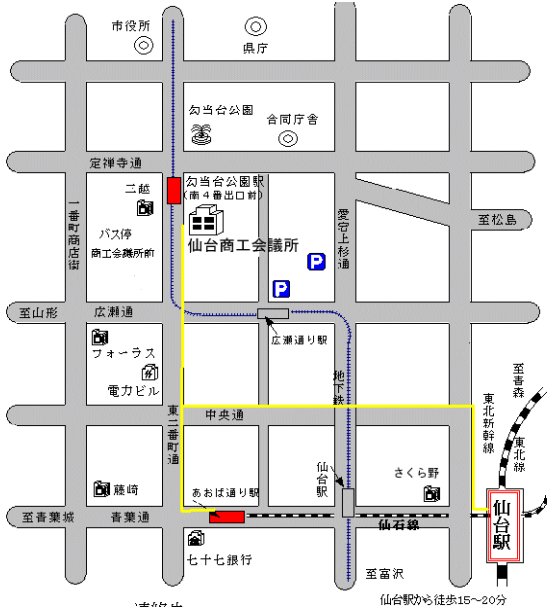 市役所
県庁
勾当台公園
合同庁舎
定禅寺通
三越
勾当台公園駅
(南4番出口前)
一番町商店街
バス停
商工会議所前
仙台商工会議所
愛宕上杉通
至松島
P
P
至山形
広瀬通
広瀬通り駅
フォーラス
電力ビル
地下鉄
至青森
東北新幹線
東北線
東二番町通
中央通
仙台駅
さくら野
藤崎
あおば通り駅
仙台駅
至青葉城
青葉通
仙石線
七十七銀行
至富沢
仙台駅から徒歩15～20分